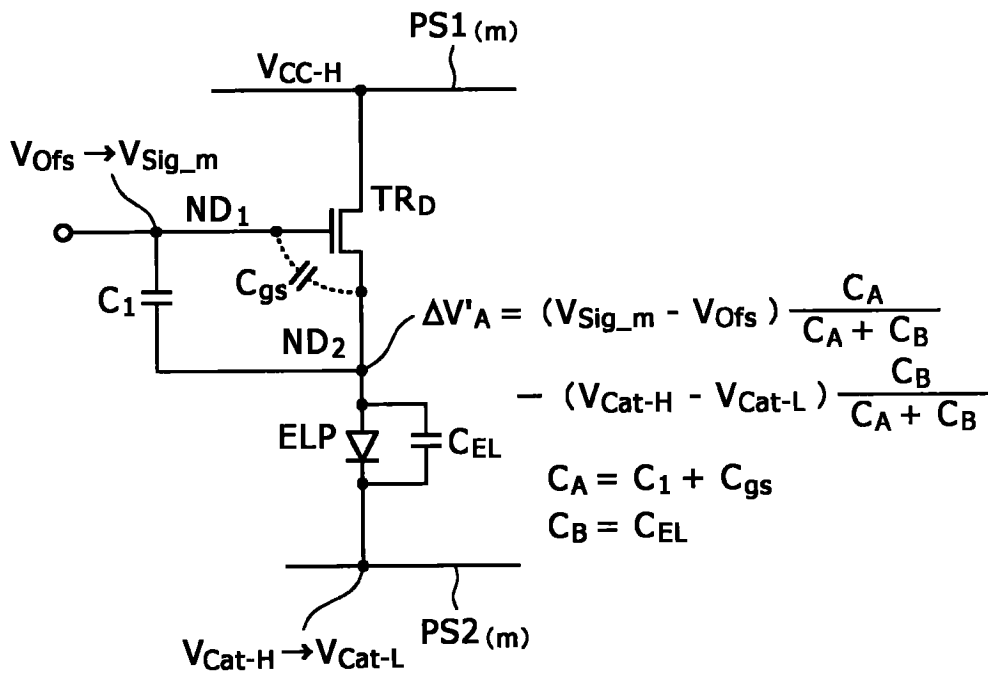 PS1(m)
VCC-H
VOfs→VSig_m
TRD
ND1
Cgs
C1
ΔV'A = (VSig_m - VOfs) CA / CA + CB
ND2
- (VCat-H - VCat-L) CB / CA + CB
ELP
CEL
CA = C1 + Cgs
CB = CEL
PS2(m)
VCat-H→VCat-L